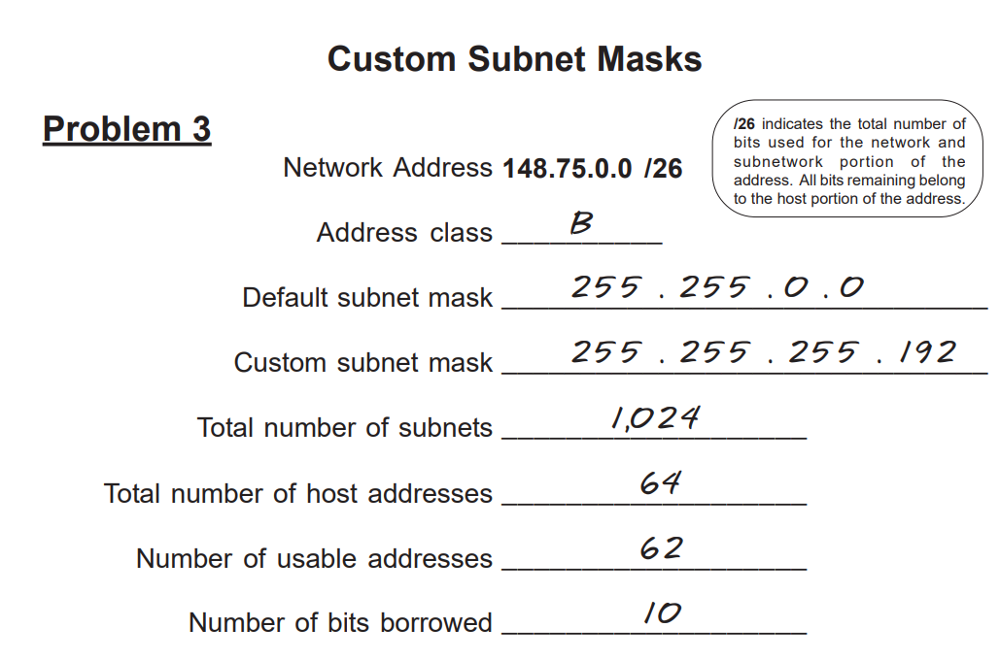 Custom Subnet Masks
Problem 3
/26 indicates the total number of
bits used for the network and
subnetwork portion of the
address. All bits remaining belong
to the host portion of the address.
Network Address 148.75.0.0 /26
Address class B
Default subnet mask 255 . 255 . 0 . 0
Custom subnet mask 255 . 255 . 255 . 192
Total number of subnets 1,024
Total number of host addresses 64
Number of usable addresses 62
Number of bits borrowed 10